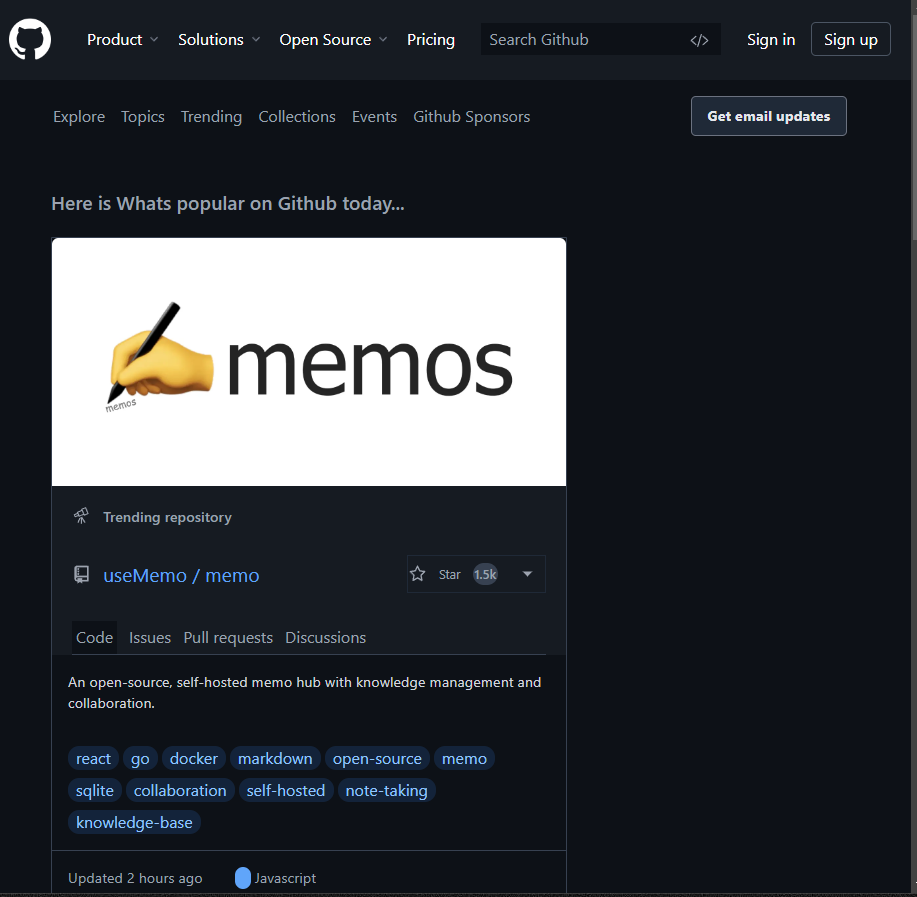 Product Solutions Open Source Pricing Search Github </> Sign in Sign up
Explore Topics Trending Collections Events Github Sponsors Get email updates
Here is Whats popular on Github today...
memos
memos
Trending repository
useMemo / memo Star 1.5k
Code Issues Pull requests Discussions
An open-source, self-hosted memo hub with knowledge management and
collaboration.
react go docker markdown open-source memo
sqlite collaboration self-hosted note-taking
knowledge-base
Updated 2 hours ago Javascript